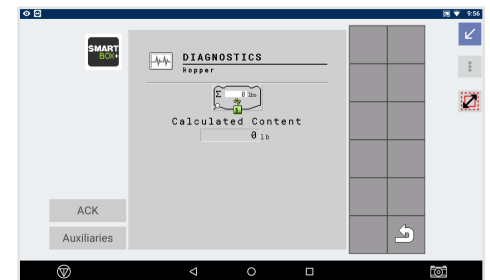 9:56
SMART
BOX+
DIAGNOSTICS
Hopper
Σ 0 lbs
Calculated Content
0 lb
ACK
Auxiliaries